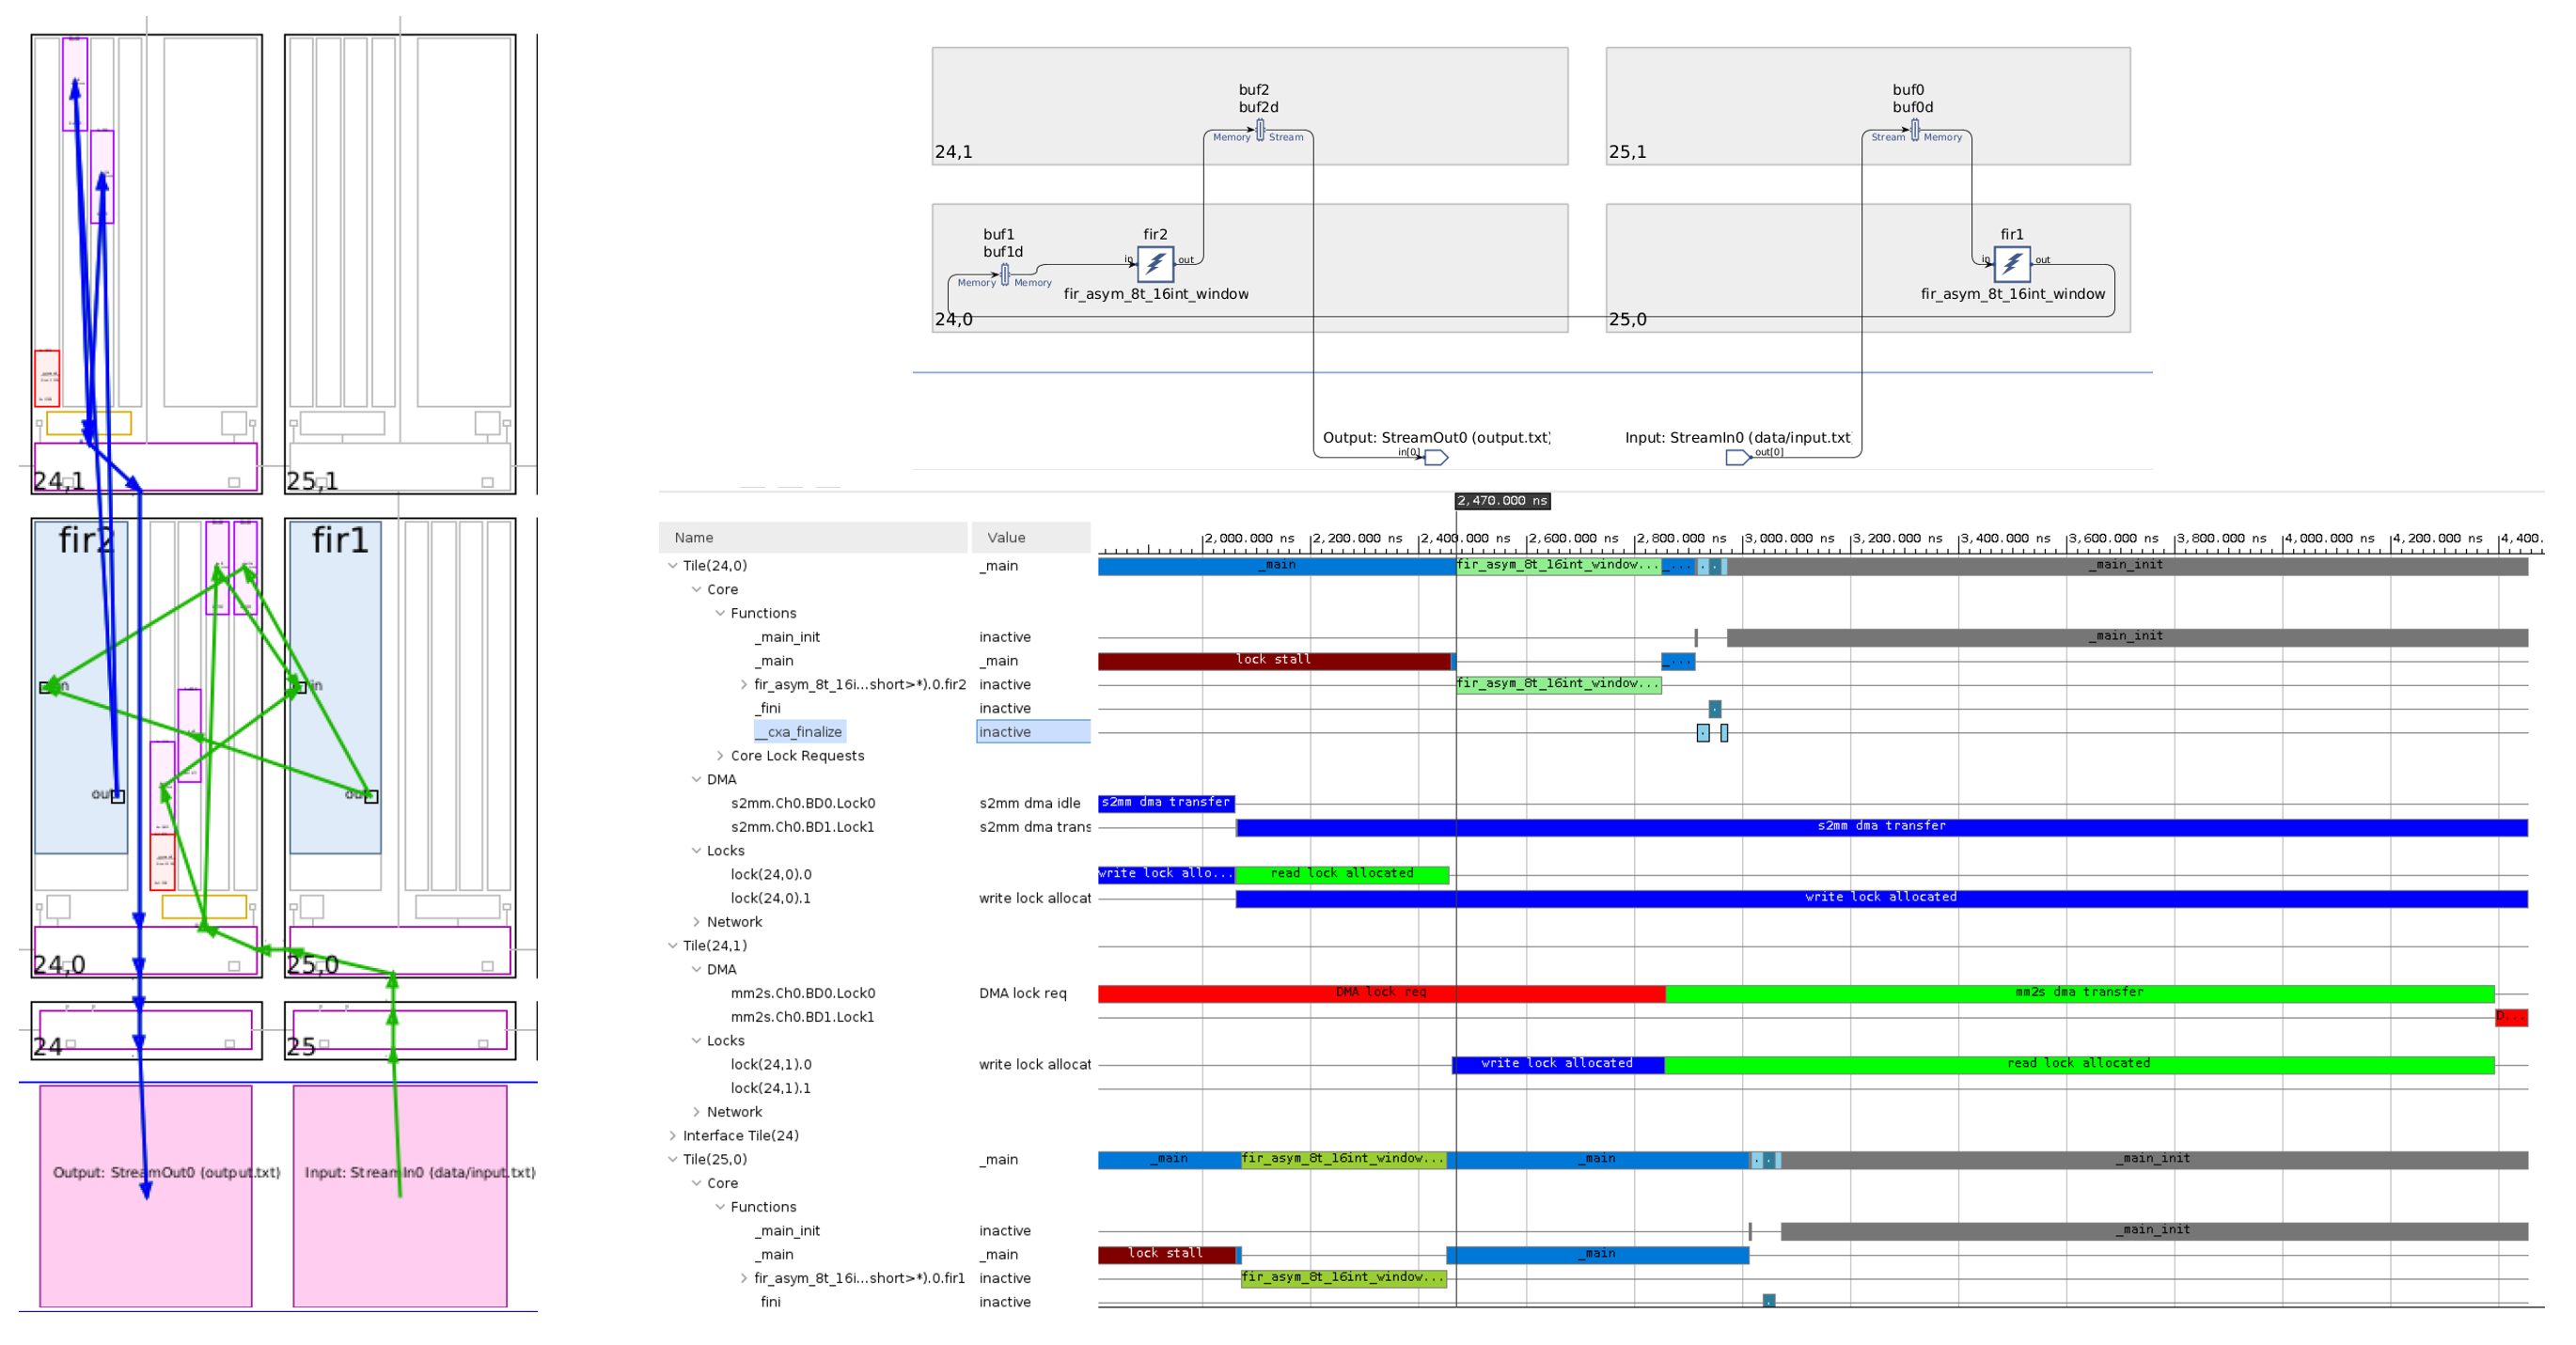 24,1
25,1
fir2
fir1
in
in
out
out
24,0
25,0
24
25
Output: StreamOut0 (output.txt)
Input: StreamIn0 (data/input.txt)
buf2
buf2d
Memory
Stream
24,1
buf0
buf0d
Stream
Memory
25,1
buf1
buf1d
Memory
Memory
fir2
in
out
fir_asym_8t_16int_window
24,0
fir1
in
out
fir_asym_8t_16int_window
25,0
Output: StreamOut0 (output.txt)
in[0]
Input: StreamIn0 (data/input.txt
out[0]
2,470.000 ns
Name Value
2,000.000 ns 2,200.000 ns 2,400.000 ns 2,600.000 ns 2,800.000 ns 3,000.000 ns 3,200.000 ns 3,400.000 ns 3,600.000 ns 3,800.000 ns 4,000.000 ns 4,200.000 ns 4,400.
Tile(24,0) _main _main fir_asym_8t_16int_window... _... . . _main_init
Core
Functions
_main_init inactive _main_init
_main _main lock stall _...
fir_asym_8t_16i...short>*).0.fir2 inactive fir_asym_8t_16int_window...
_fini inactive .
__cxa_finalize inactive .
Core Lock Requests
DMA
s2mm.Ch0.BD0.Lock0 s2mm dma idle s2mm dma transfer
s2mm.Ch0.BD1.Lock1 s2mm dma trans s2mm dma transfer
Locks
lock(24,0).0 write lock allo... read lock allocated
lock(24,0).1 write lock allocat write lock allocated
Network
Tile(24,1)
DMA
mm2s.Ch0.BD0.Lock0 DMA lock req DMA lock req mm2s dma transfer
mm2s.Ch0.BD1.Lock1 D...
Locks
lock(24,1).0 write lock allocat write lock allocated read lock allocated
lock(24,1).1
Network
Interface Tile(24)
Tile(25,0) _main _main fir_asym_8t_16int_window... _main . . _main_init
Core
Functions
_main_init inactive _main_init
_main _main lock stall _main
fir_asym_8t_16i...short>*).0.fir1 inactive fir_asym_8t_16int_window...
fini inactive .